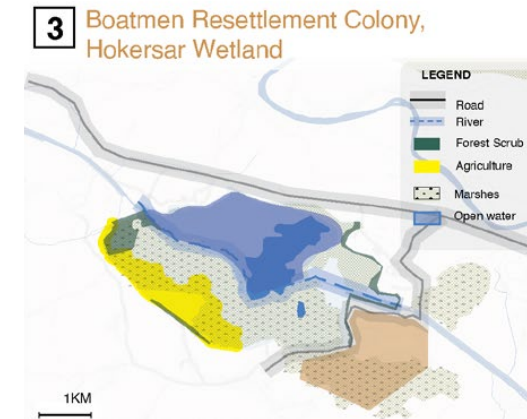 3
Boatmen Resettlement Colony,
Hokersar Wetland
LEGEND
Road
River
Forest Scrub
Agriculture
Marshes
Open water
1KM